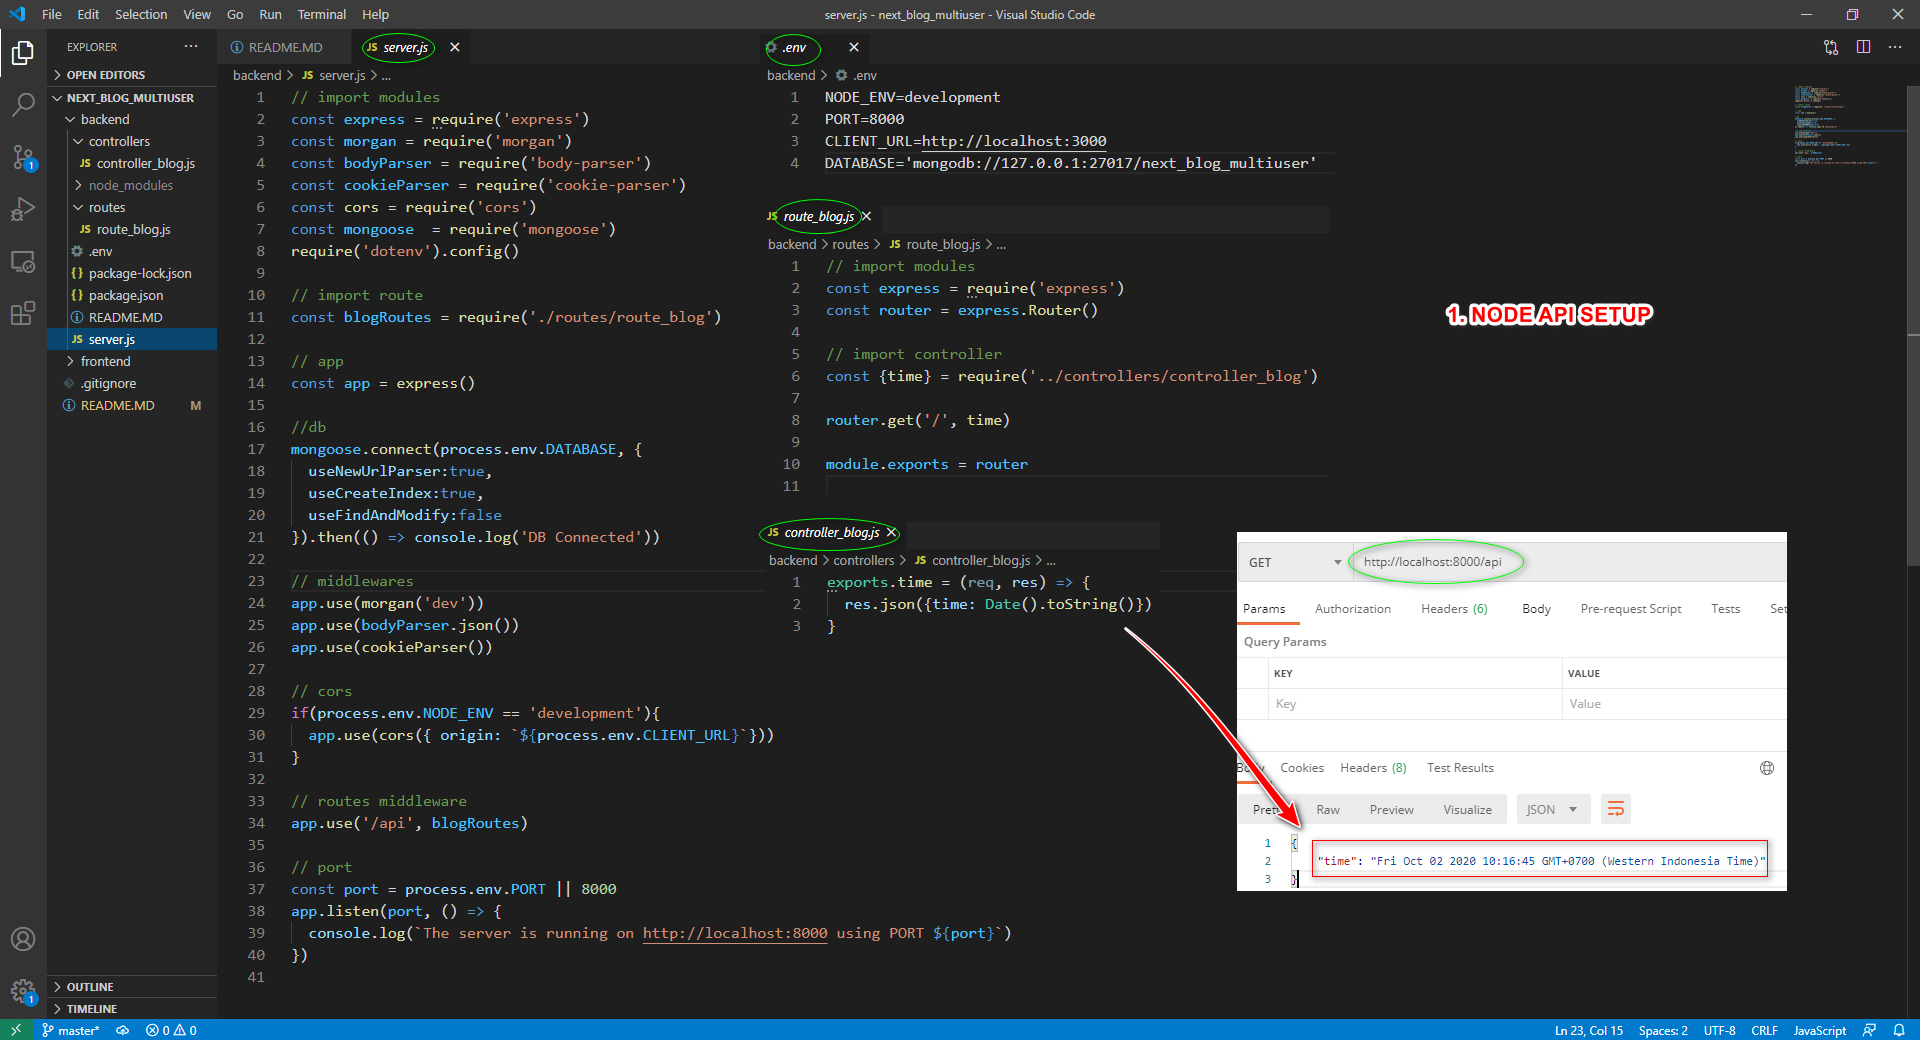 File Edit Selection View Go Run Terminal Help
server.js - next_blog_multiuser - Visual Studio Code
EXPLORER
OPEN EDITORS
NEXT_BLOG_MULTIUSER
backend
controllers
JS controller_blog.js
node_modules
routes
JS route_blog.js
.env
{} package-lock.json
{} package.json
README.MD
JS server.js
frontend
.gitignore
README.MD M
OUTLINE
TIMELINE
1
1
README.MD
JS server.js
backend > JS server.js > ...
1 // import modules
2 const express = require('express')
3 const morgan = require('morgan')
4 const bodyParser = require('body-parser')
5 const cookieParser = require('cookie-parser')
6 const cors = require('cors')
7 const mongoose  = require('mongoose')
8 require('dotenv').config()
9
10 // import route
11 const blogRoutes = require('./routes/route_blog')
12
13 // app
14 const app = express()
15
16 //db
17 mongoose.connect(process.env.DATABASE, {
18 useNewUrlParser:true,
19 useCreateIndex:true,
20 useFindAndModify:false
21 }).then(() => console.log('DB Connected'))
22
23 // middlewares
24 app.use(morgan('dev'))
25 app.use(bodyParser.json())
26 app.use(cookieParser())
27
28 // cors
29 if(process.env.NODE_ENV == 'development'){
30 app.use(cors({ origin: `${process.env.CLIENT_URL}`}))
31 }
32
33 // routes middleware
34 app.use('/api', blogRoutes)
35
36 // port
37 const port = process.env.PORT || 8000
38 app.listen(port, () => {
39 console.log(`The server is running on http://localhost:8000 using PORT ${port}`)
40 })
41
.env
backend > .env
1 NODE_ENV=development
2 PORT=8000
3 CLIENT_URL=http://localhost:3000
4 DATABASE='mongodb://127.0.0.1:27017/next_blog_multiuser'
JS route_blog.js
backend > routes > JS route_blog.js > ...
1 // import modules
2 const express = require('express')
3 const router = express.Router()
4
5 // import controller
6 const {time} = require('../controllers/controller_blog')
7
8 router.get('/', time)
9
10 module.exports = router
11
JS controller_blog.js
backend > controllers > JS controller_blog.js > ...
1 exports.time = (req, res) => {
2 res.json({time: Date().toString()})
3 }
1. NODE API SETUP
GET http://localhost:8000/api
Params Authorization Headers (6) Body Pre-request Script Tests Set
Query Params
KEY VALUE
Key Value
Body Cookies Headers (8) Test Results
Pretty Raw Preview Visualize JSON
1 {
2 "time": "Fri Oct 02 2020 10:16:45 GMT+0700 (Western Indonesia Time)"
3 }
master* 0 0
Ln 23, Col 15 Spaces: 2 UTF-8 CRLF JavaScript